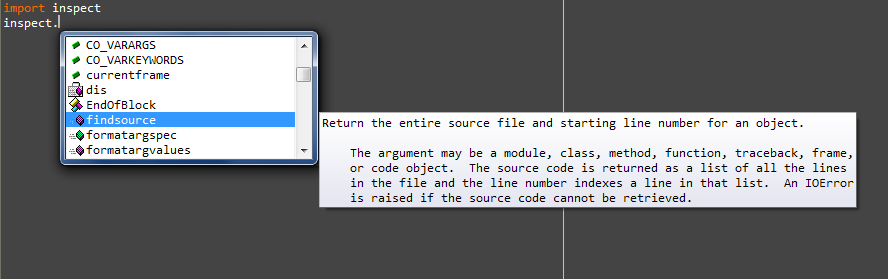 import inspect
inspect.
CO_VARARGS
CO_VARKEYWORDS
currentframe
dis
EndOfBlock
findsource
formatargspec
formatargvalues
Return the entire source file and starting line number for an object.
The argument may be a module, class, method, function, traceback, frame,
or code object.  The source code is returned as a list of all the lines
in the file and the line number indexes a line in that list.  An IOError
is raised if the source code cannot be retrieved.